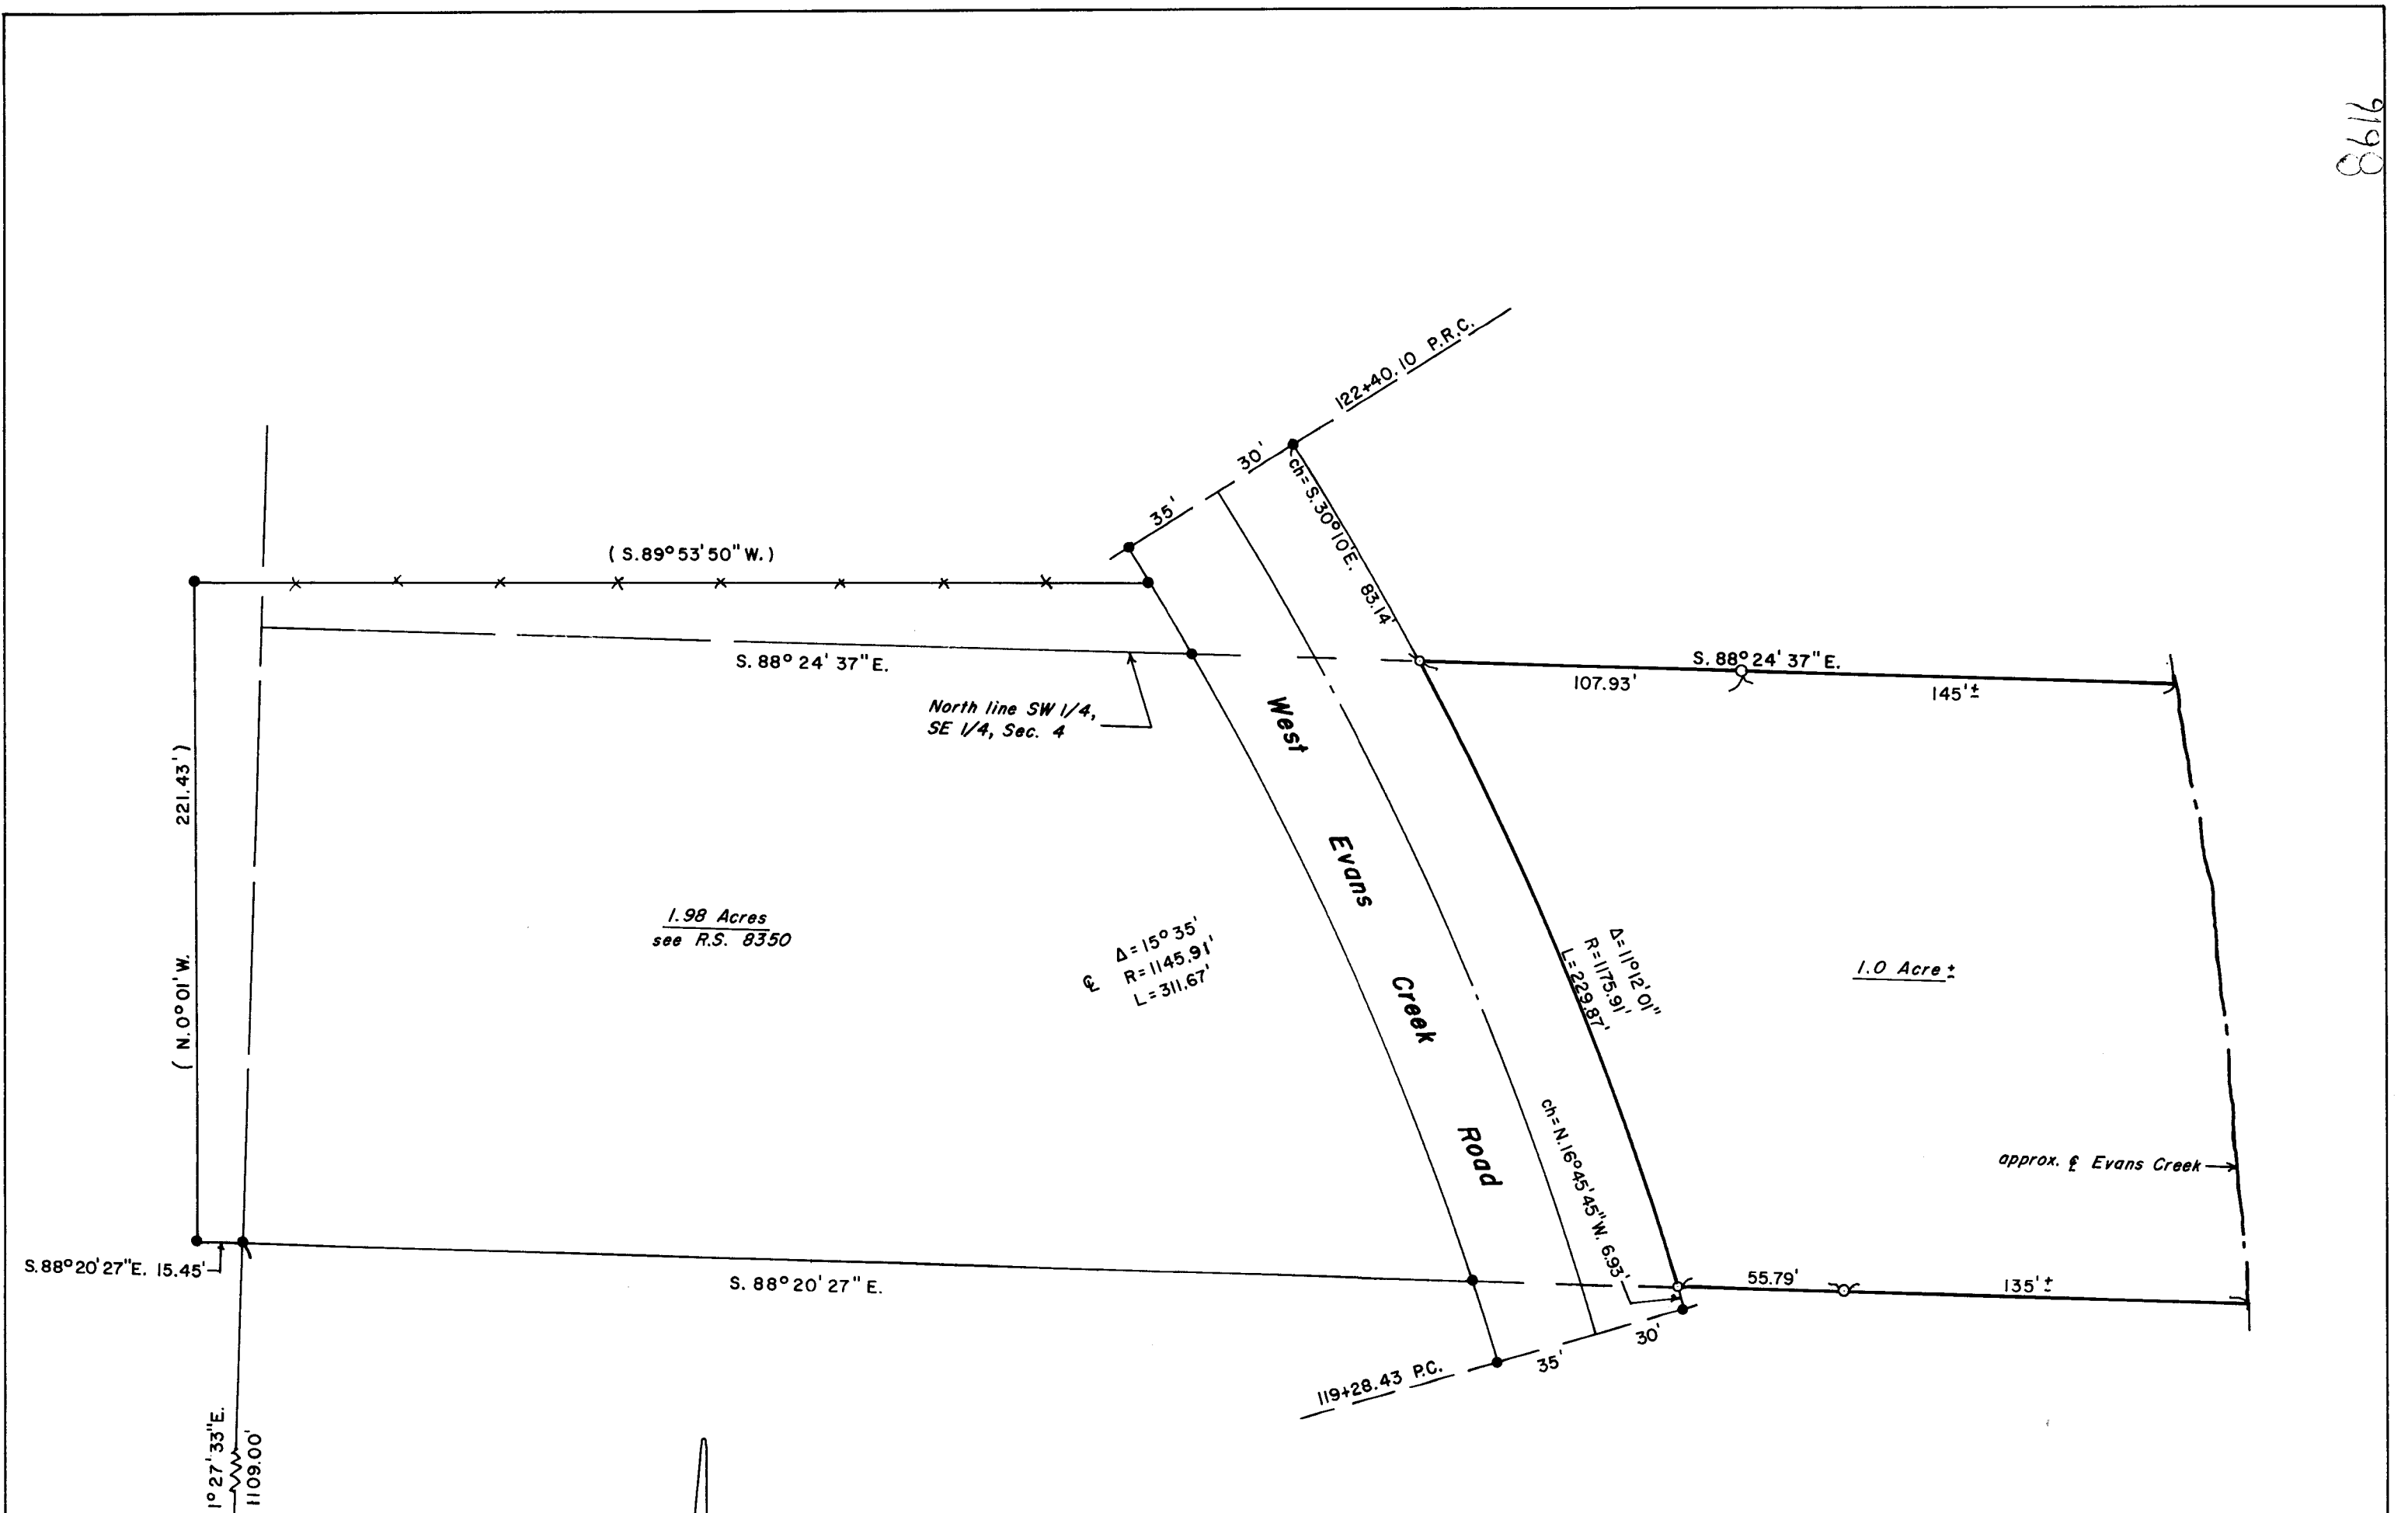 9198
122+40.10 P.R.C.
30'
35'
ch= S.30°10'E. 83.14'
( S.89°53'50"W. )
S. 88° 24' 37" E.
North line SW 1/4,
SE 1/4, Sec. 4
S. 88° 24' 37" E.
107.93'
145'±
( N.0°01' W. 221.43' )
West Evans Creek Road
1.98 Acres
see R.S. 8350
Δ=15°35'
℄ R=1145.91'
L=311.67'
Δ=11°12'01"
R=1175.91'
L=229.87'
1.0 Acre±
ch= N.16°45'45"W. 6.93'
approx. ℄ Evans Creek
S.88°20'27"E. 15.45'
S. 88° 20' 27" E.
55.79'
135'±
30'
35'
119+28.43 P.C.
1°27'33"E.
1109.00'